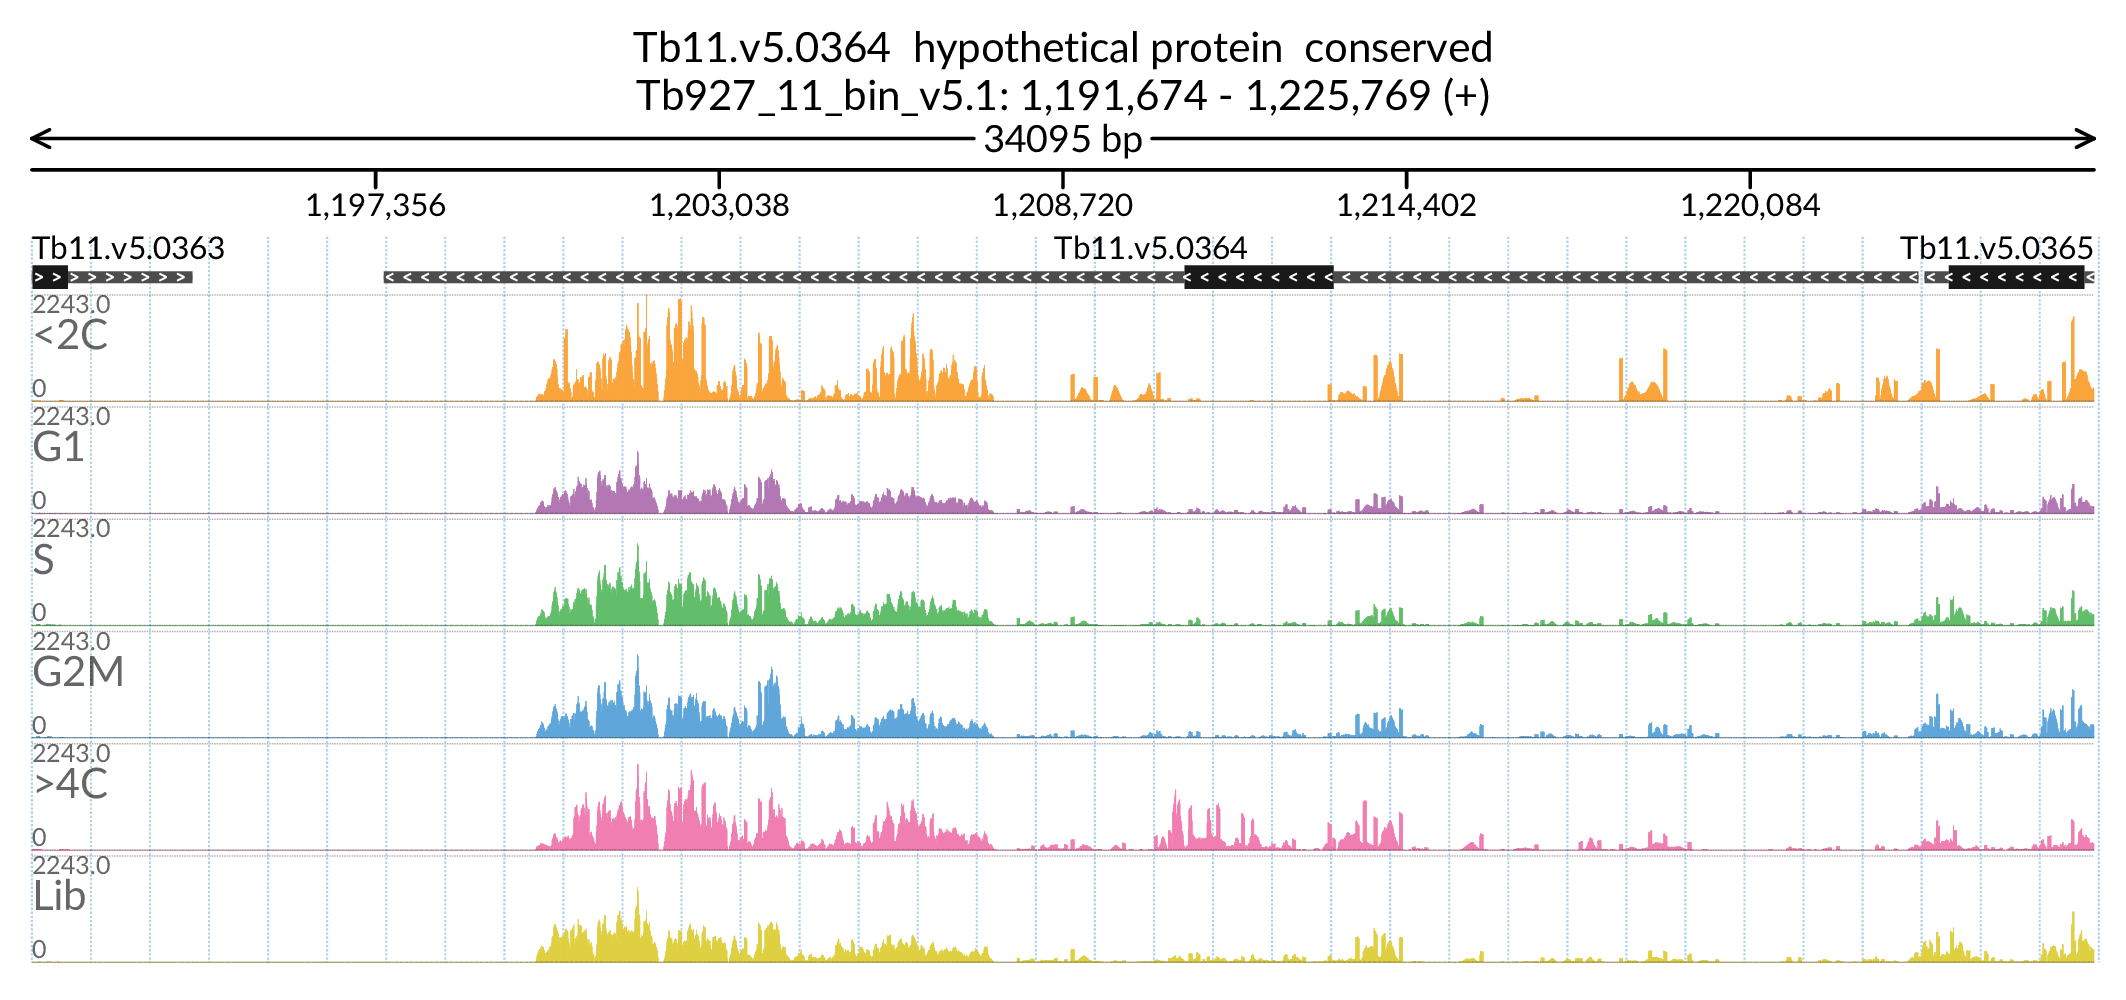 Tb11.v5.0364 hypothetical protein conserved
Tb927_11_bin_v5.1: 1,191,674 - 1,225,769 (+)
34095 bp
1,197,356 1,203,038 1,208,720 1,214,402 1,220,084
Tb11.v5.0363 Tb11.v5.0364 Tb11.v5.0365
2243.0
<2C
0
2243.0
G1
0
2243.0
S
0
2243.0
G2M
0
2243.0
>4C
0
2243.0
Lib
0